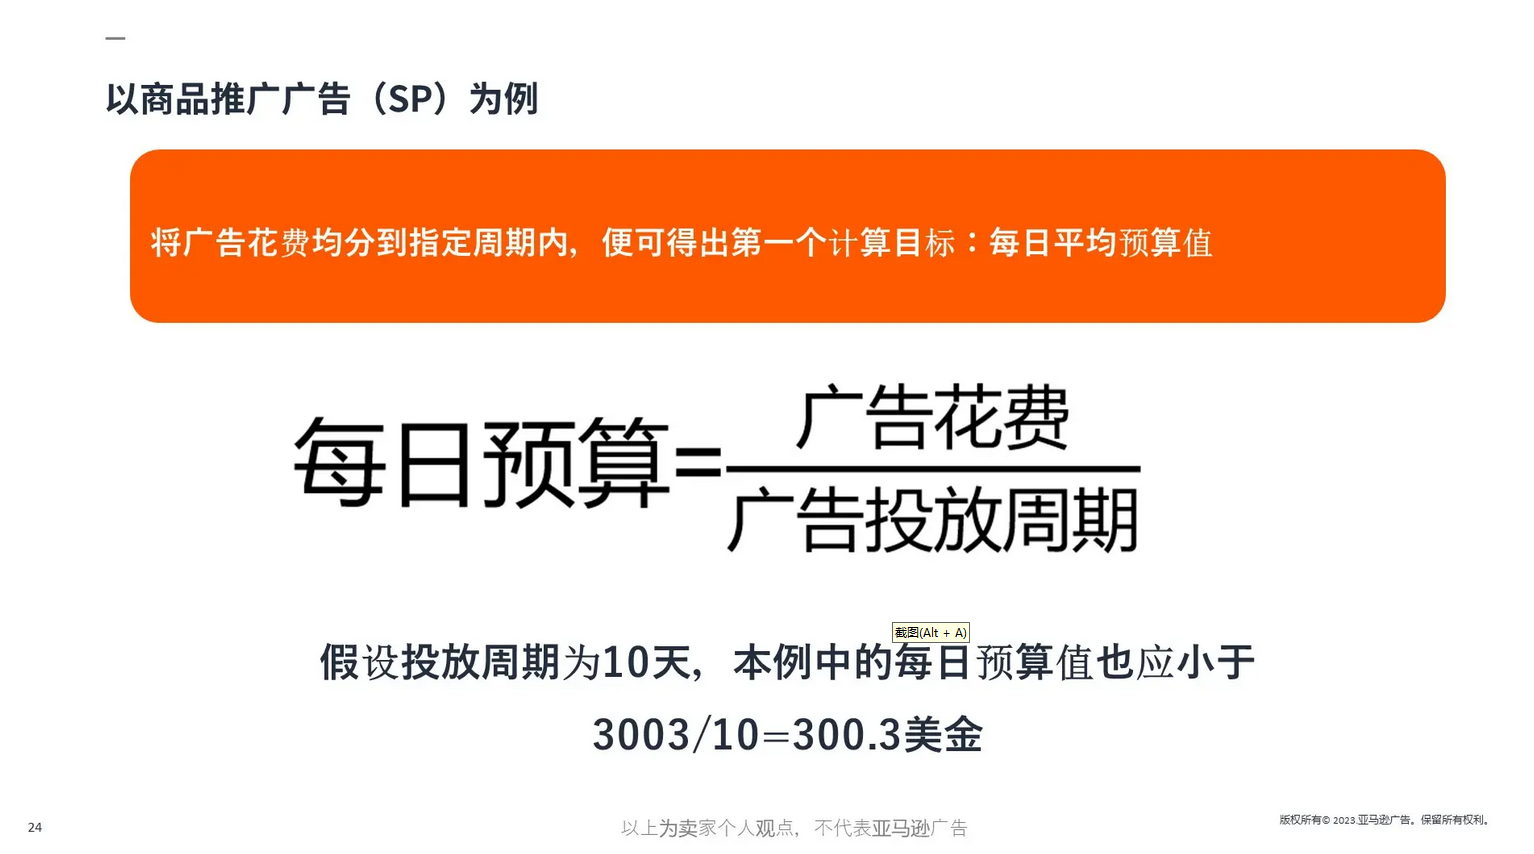 以商品推广广告（SP）为例
将广告花费均分到指定周期内，便可得出第一个计算目标：每日平均预算值
每日预算=
广告花费
广告投放周期
截图(Alt + A)
假设投放周期为10天，本例中的每日预算值也应小于
3003/10=300.3美金
24
以上为卖家个人观点，不代表亚马逊广告
版权所有© 2023.亚马逊广告。保留所有权利。